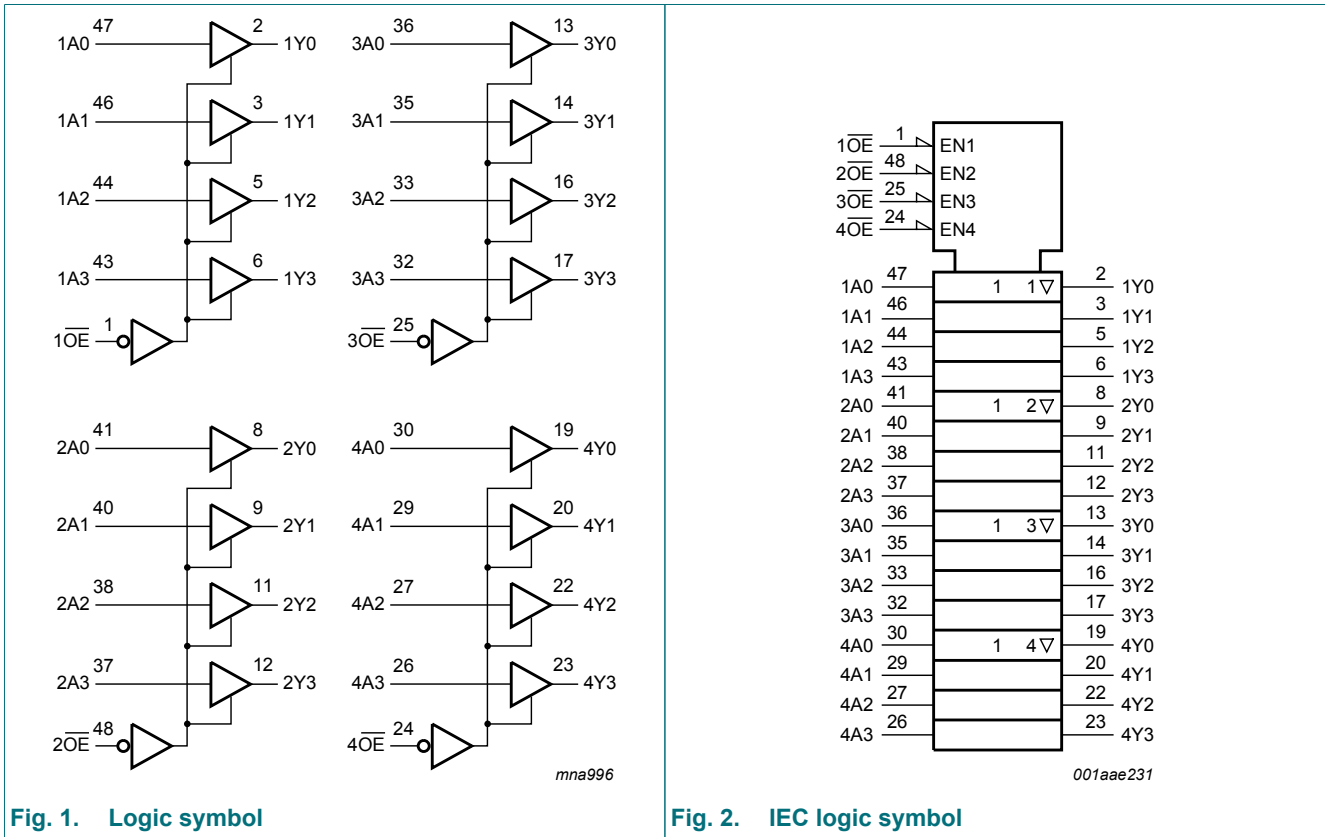 47
2
1A0
1Y0
46
3
1A1
1Y1
44
5
1A2
1Y2
43
6
1A3
1Y3
1
1O̅E̅
36
13
3A0
3Y0
35
14
3A1
3Y1
33
16
3A2
3Y2
32
17
3A3
3Y3
25
3O̅E̅
41
8
2A0
2Y0
40
9
2A1
2Y1
38
11
2A2
2Y2
37
12
2A3
2Y3
48
2O̅E̅
30
19
4A0
4Y0
29
20
4A1
4Y1
27
22
4A2
4Y2
26
23
4A3
4Y3
24
4O̅E̅
mna996
Fig. 1. Logic symbol
1O̅E̅ 1 EN1
2O̅E̅ 48 EN2
3O̅E̅ 25 EN3
4O̅E̅ 24 EN4
1A0 47 1 1▽ 2 1Y0
1A1 46 3 1Y1
1A2 44 5 1Y2
1A3 43 6 1Y3
2A0 41 1 2▽ 8 2Y0
2A1 40 9 2Y1
2A2 38 11 2Y2
2A3 37 12 2Y3
3A0 36 1 3▽ 13 3Y0
3A1 35 14 3Y1
3A2 33 16 3Y2
3A3 32 17 3Y3
4A0 30 1 4▽ 19 4Y0
4A1 29 20 4Y1
4A2 27 22 4Y2
4A3 26 23 4Y3
001aae231
Fig. 2. IEC logic symbol